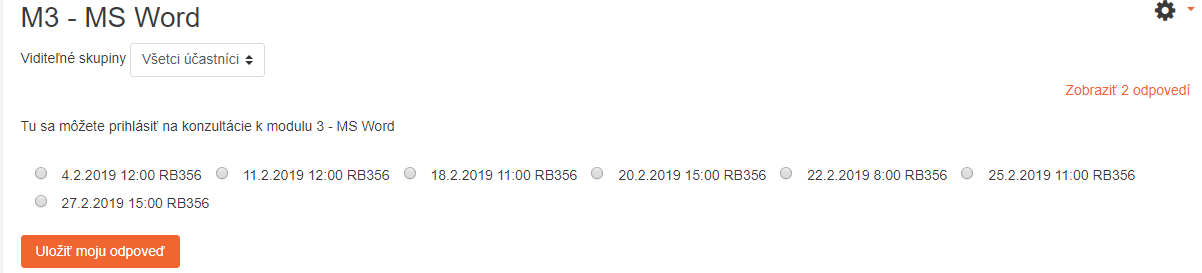 M3 - MS Word
Viditeľné skupiny Všetci účastníci
Zobraziť 2 odpovedí
Tu sa môžete prihlásiť na konzultácie k modulu 3 - MS Word
4.2.2019 12:00 RB356 11.2.2019 12:00 RB356 18.2.2019 11:00 RB356 20.2.2019 15:00 RB356 22.2.2019 8:00 RB356 25.2.2019 11:00 RB356
27.2.2019 15:00 RB356
Uložiť moju odpoveď